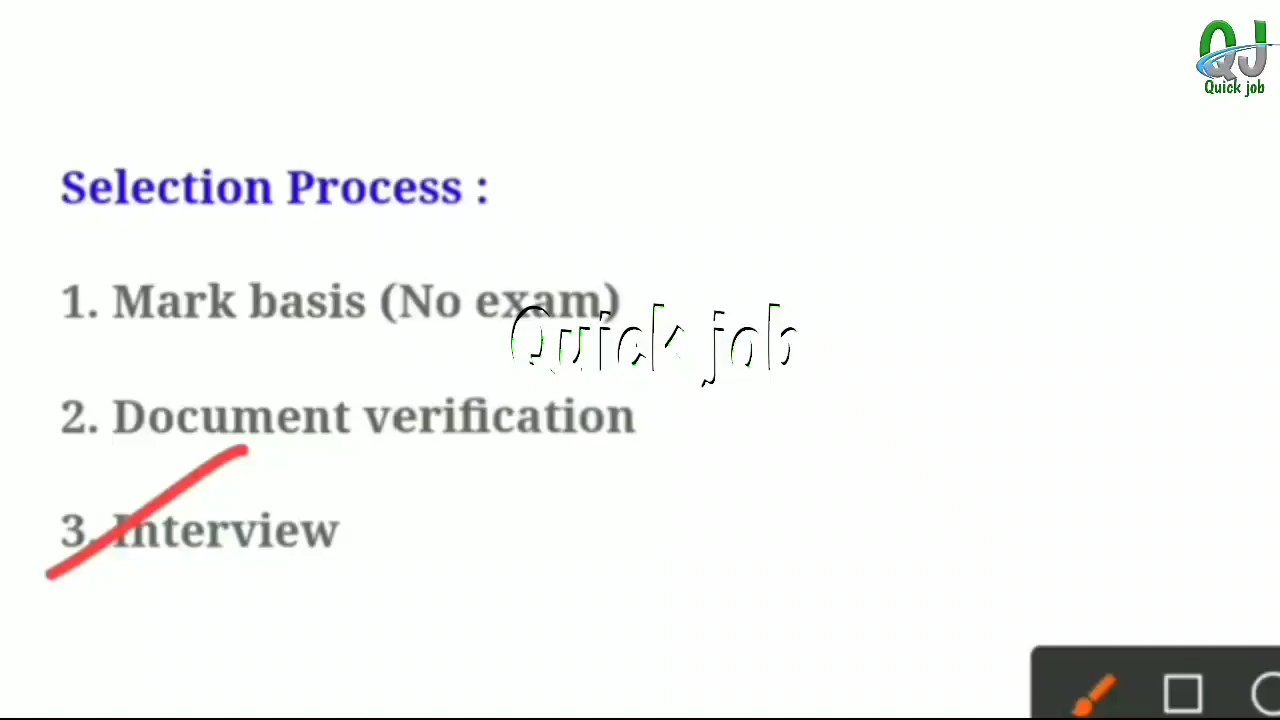 QJ
Quick job
Selection Process :
1. Mark basis (No exam)
Quick job
2. Document verification
3. Interview